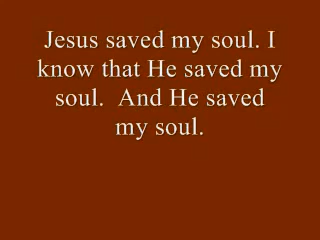 Jesus saved my soul. I
know that He saved my
soul.  And He saved
my soul.